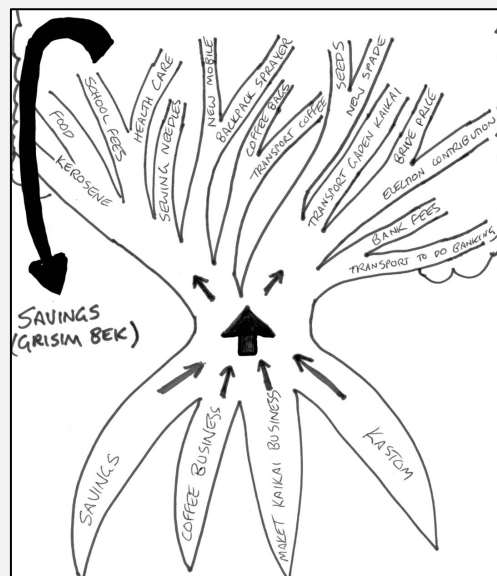 KEROSENE
FOOD
SCHOOL FEES
HEALTH CARE
SEWING NEEDLES
NEW MOBILE
BACKPACK SPRAYER
COFFEE BAGS
TRANSPORT COFFEE
SEEDS
NEW SPADE
TRANSPORT GADEN KAIKAI
BRIDE PRICE
ELECTION CONTRIBUTION
BANK FEES
TRANSPORT TO DO BANKING
SAVINGS
(GRISIM BEK)
SAVINGS
COFFEE BUSINESS
MAKET KAIKAI BUSINESS
KASTOM